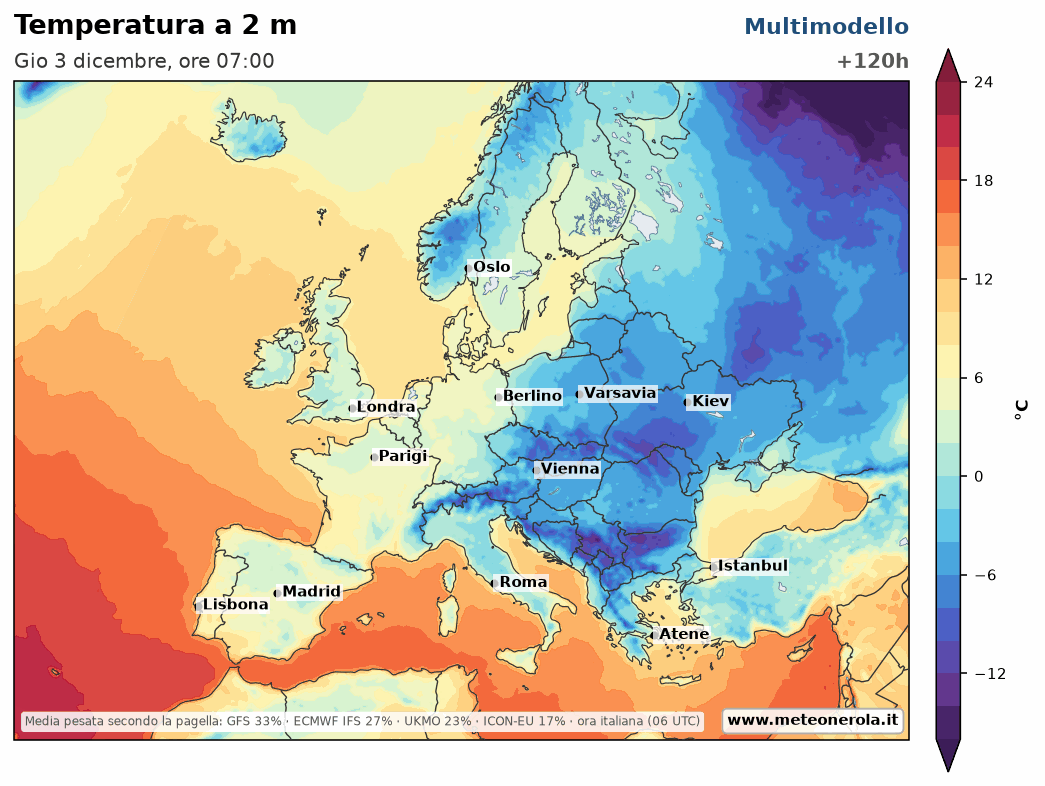 Temperatura a 2 m
Multimodello
Gio 3 dicembre, ore 07:00
+120h
24
18
12
6
0
−6
−12
°C
Oslo
Berlino
Varsavia
Kiev
Londra
Parigi
Vienna
Istanbul
Roma
Madrid
Lisbona
Atene
Media pesata secondo la pagella: GFS 33% · ECMWF IFS 27% · UKMO 23% · ICON-EU 17% · ora italiana (06 UTC)
www.meteonerola.it